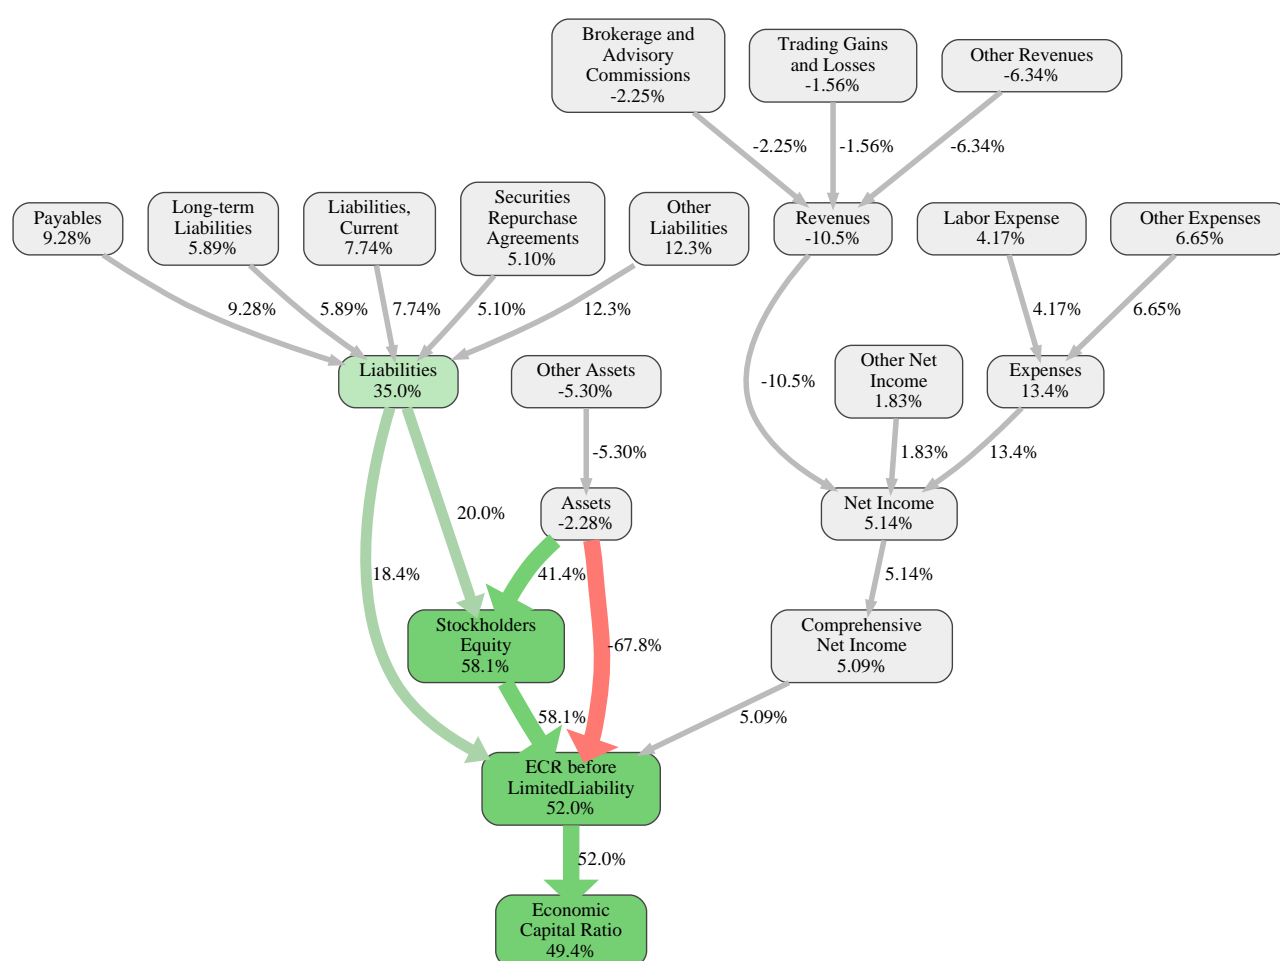 Brokerage and
Advisory
Commissions
-2.25%
Trading Gains
and Losses
-1.56%
Other Revenues
-6.34%
-2.25%
-1.56%
-6.34%
Payables
9.28%
Long-term
Liabilities
5.89%
Liabilities,
Current
7.74%
Securities
Repurchase
Agreements
5.10%
Other
Liabilities
12.3%
Revenues
-10.5%
Labor Expense
4.17%
Other Expenses
6.65%
9.28%
5.89%
7.74%
5.10%
12.3%
4.17%
6.65%
Liabilities
35.0%
Other Assets
-5.30%
-10.5%
Other Net
Income
1.83%
Expenses
13.4%
-5.30%
1.83%
13.4%
20.0%
Assets
-2.28%
Net Income
5.14%
18.4%
41.4%
5.14%
Stockholders
Equity
58.1%
-67.8%
Comprehensive
Net Income
5.09%
58.1%
5.09%
ECR before
LimitedLiability
52.0%
52.0%
Economic
Capital Ratio
49.4%